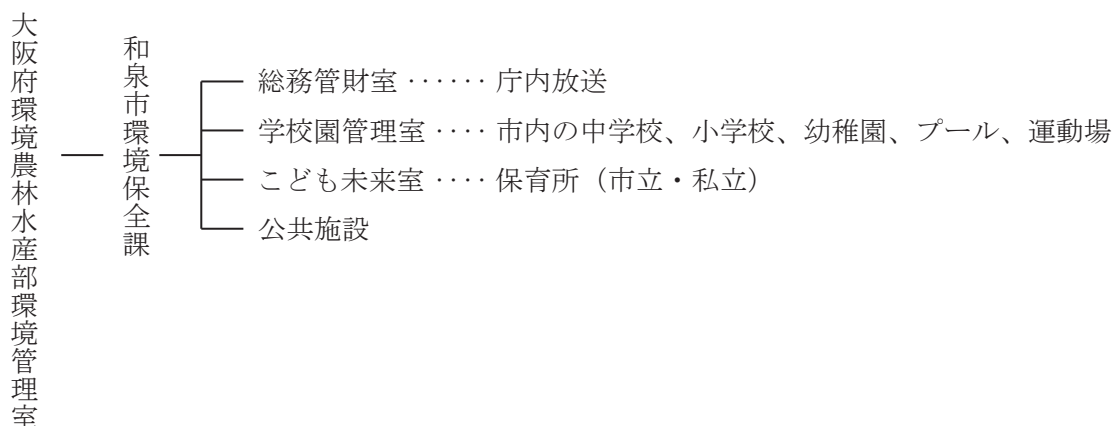 大阪府環境農林水産部環境管理室
和泉市環境保全課
総務管財室 ‥‥‥ 庁内放送
学校園管理室 ‥‥ 市内の中学校、小学校、幼稚園、プール、運動場
こども未来室 ‥‥ 保育所（市立・私立）
公共施設